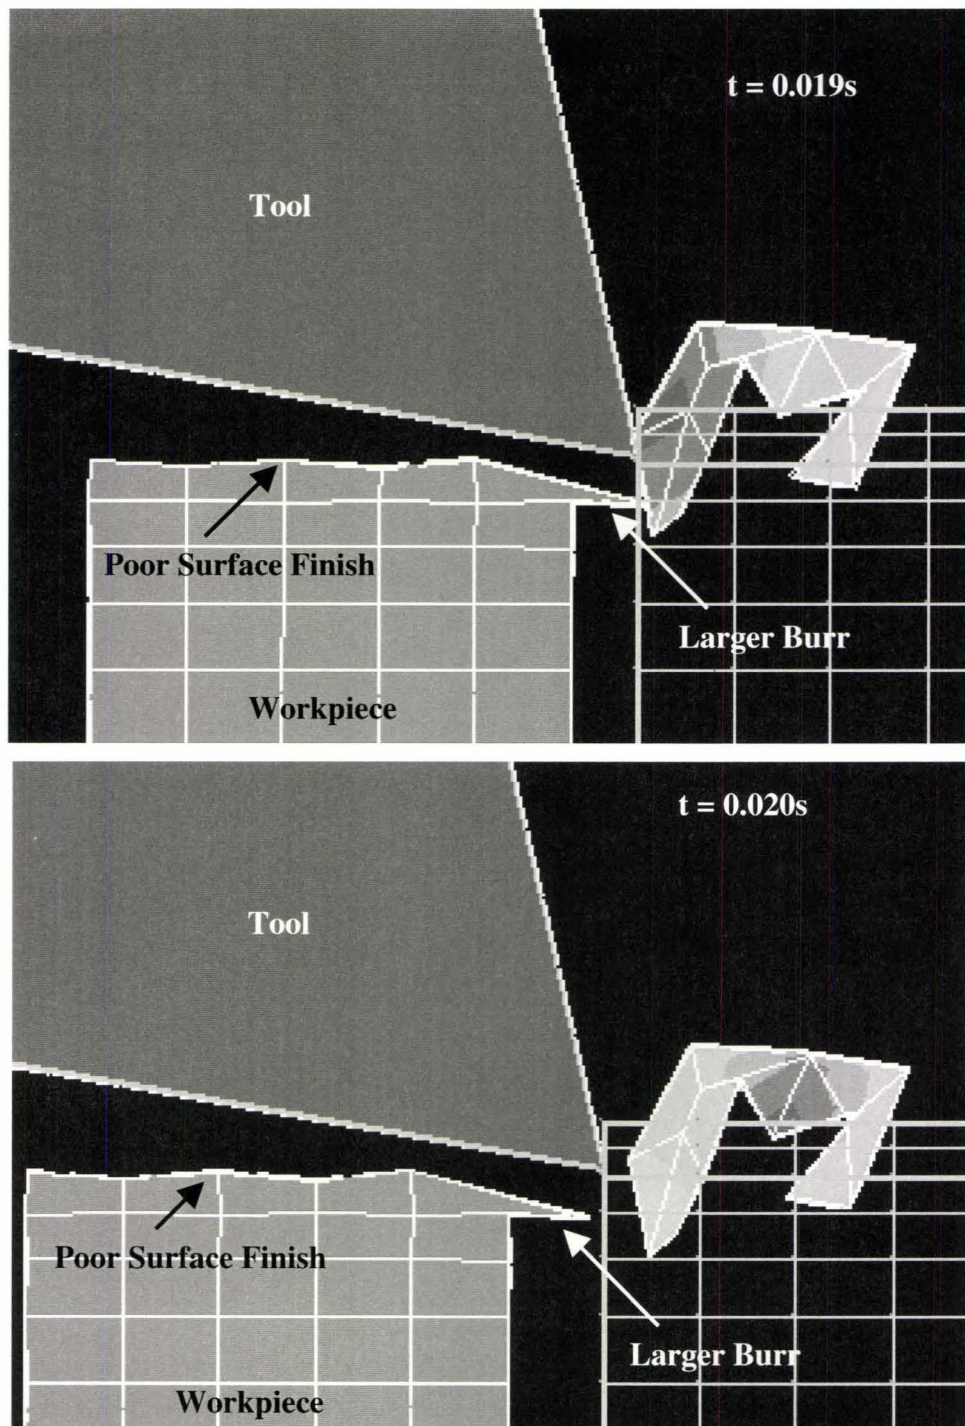 t = 0.019s
Tool
Poor Surface Finish
Larger Burr
Workpiece
t = 0.020s
Tool
Poor Surface Finish
Larger Burr
Workpiece